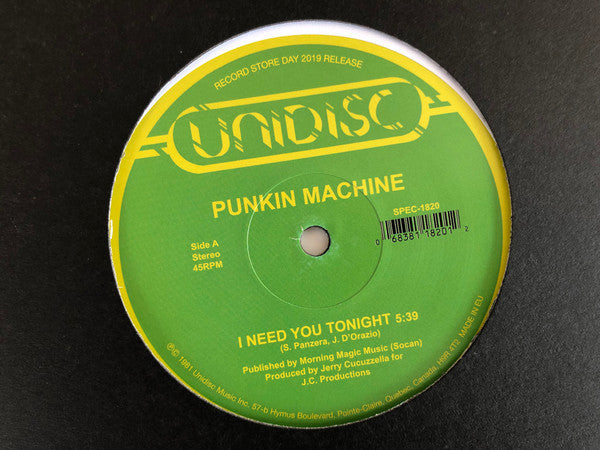 RECORD STORE DAY 2019 RELEASE
UNIDISC
PUNKIN MACHINE
SPEC-1820
0 68381 18201 2
Side A
Stereo
45RPM
I NEED YOU TONIGHT 5:39
(S. Panzera, J. D'Orazio)
Published by Morning Magic Music (Socan)
Produced by Jerry Cucuzzella for
J.C. Productions
℗© 1981 Unidisc Music Inc. 57-b Hymus Boulevard, Pointe-Claire, Quebec, Canada, H9R 4T2 MADE IN EU